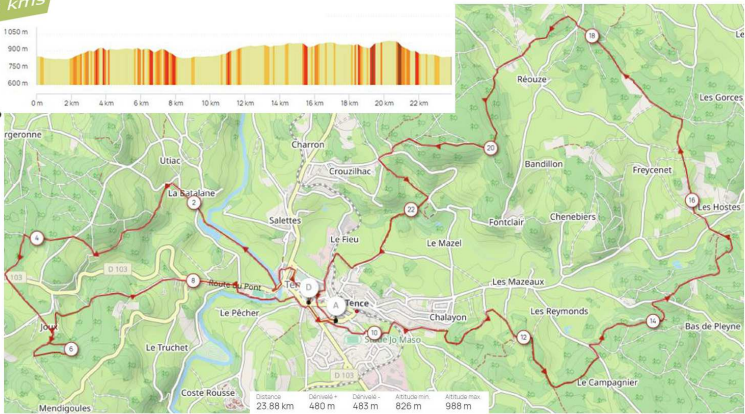 kms
1 050 m
900 m
750 m
600 m
0 m 2 km 4 km 6 km 8 km 10 km 12 km 14 km 16 km 18 km 20 km 22 km
18
Réouze
Les Gorces
Charron
Utiac
Crouzilhac
20
Bandillon
Freycenet
La Batalane
2
16
Les Hostes
22
Salettes
Chenebiers
Fontclair
4
Le Fieu
Le Mazel
D 103
103
8
Route du Pont
D
Les Mazeaux
A
Tence
Le Pêcher
Chalayon
Les Reymonds
Joux
10
14
Bas de Pleyne
Stade Jo Maso
12
6
Le Truchet
D 103
Le Campagnier
Coste Rousse
Mendigoules
Distance Dénivelé + Dénivelé - Altitude min. Altitude max.
23.88 km 480 m 483 m 826 m 988 m